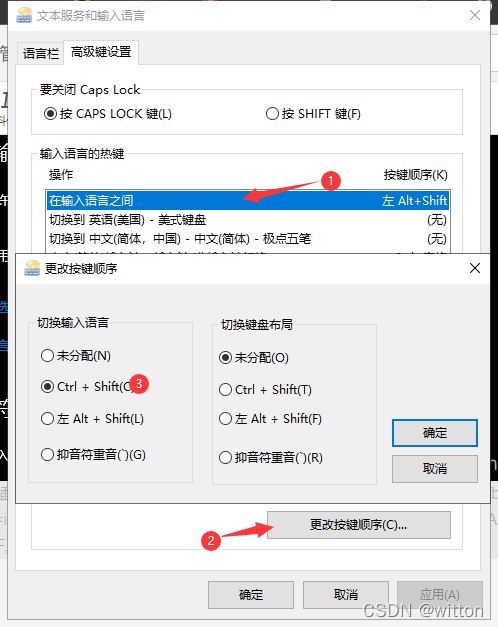 文本服务和输入语言
语言栏 高级键设置
要关闭 Caps Lock
按 CAPS LOCK 键(L) 按 SHIFT 键(F)
输入语言的热键
操作 按键顺序(K)
1
在输入语言之间 左 Alt+Shift
切换到 英语(美国) - 美式键盘 (无)
切换到 中文(简体，中国) - 中文(简体) - 极点五笔 (无)
更改按键顺序
切换输入语言 切换键盘布局
未分配(N) 未分配(O)
Ctrl + Shift(C 3 Ctrl + Shift(T)
左 Alt + Shift(L) 左 Alt + Shift(F)
抑音符重音(`)(G) 抑音符重音(`)(R)
确定
取消
2 更改按键顺序(C)...
确定 取消 应用(A)
CSDN @witton